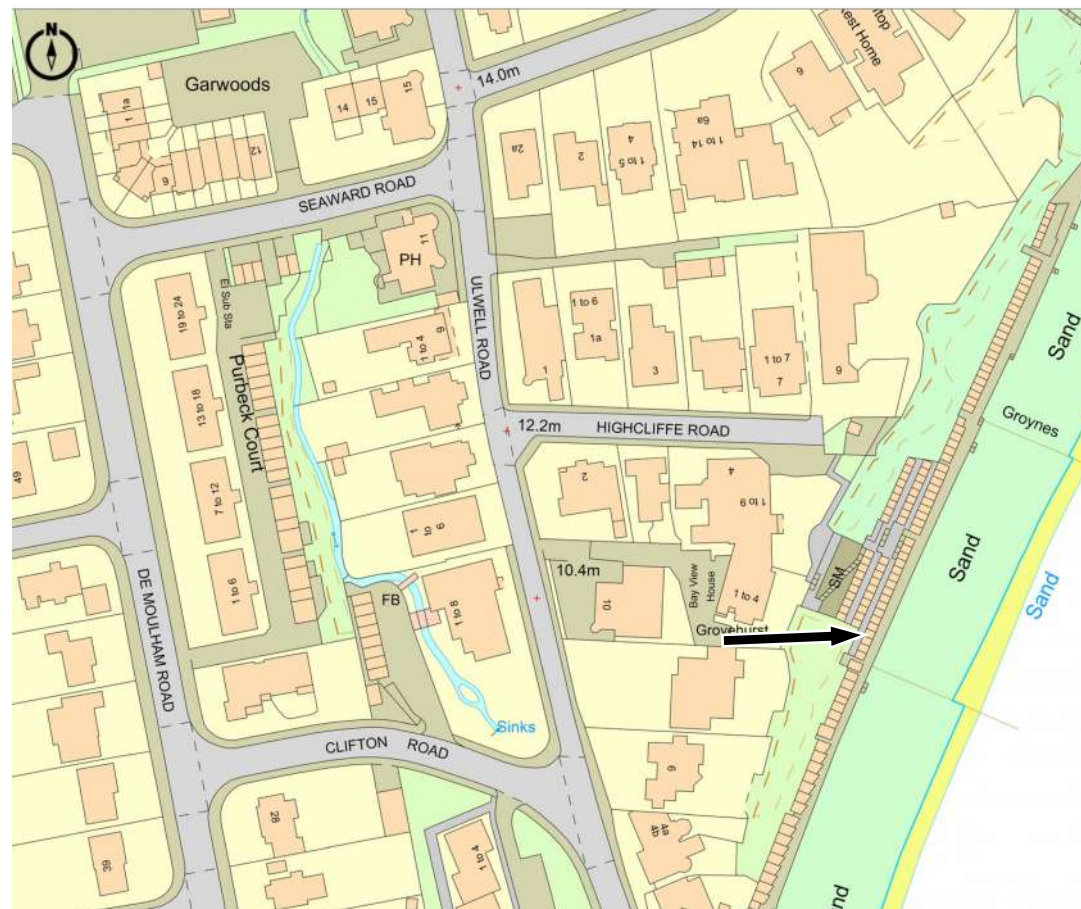 N
Garwoods
14.0m
1a
1
6
12
14
15
15
SEAWARD ROAD
El Sub Sta
PH
11
ULWELL ROAD
2a
2
4
1 to 5
6a
1 to 14
9
Rest Home
19 to 24
13 to 18
7 to 12
1 to 6
Purbeck Court
1 to 4
9
1 to 6
1a
1
3
1 to 7
7
9
12.2m
HIGHCLIFFE ROAD
Groynes
Sand
Sand
Sand
49
2
4
1 to 9
10.4m
10
Bay View
House
1 to 4
Grovehurst
SM
FB
1 to 8
DE MOULHAM ROAD
Sinks
CLIFTON ROAD
9
4a
4b
28
39
1 to 4
nd